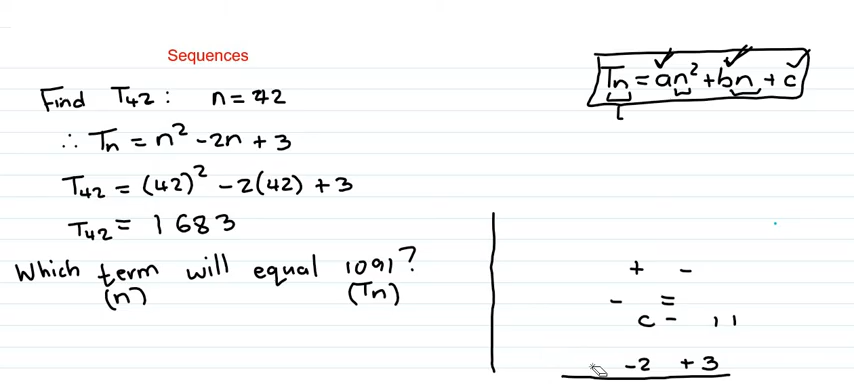 Sequences
Find T42 : n = 42
∴ Tn = n² - 2n + 3
T42 = (42)² - 2(42) + 3
T42 = 1683
Which term will equal 1091?
(n) (Tn)
Tn = an² + bn + c
+ -
- =
c -
-2 +3